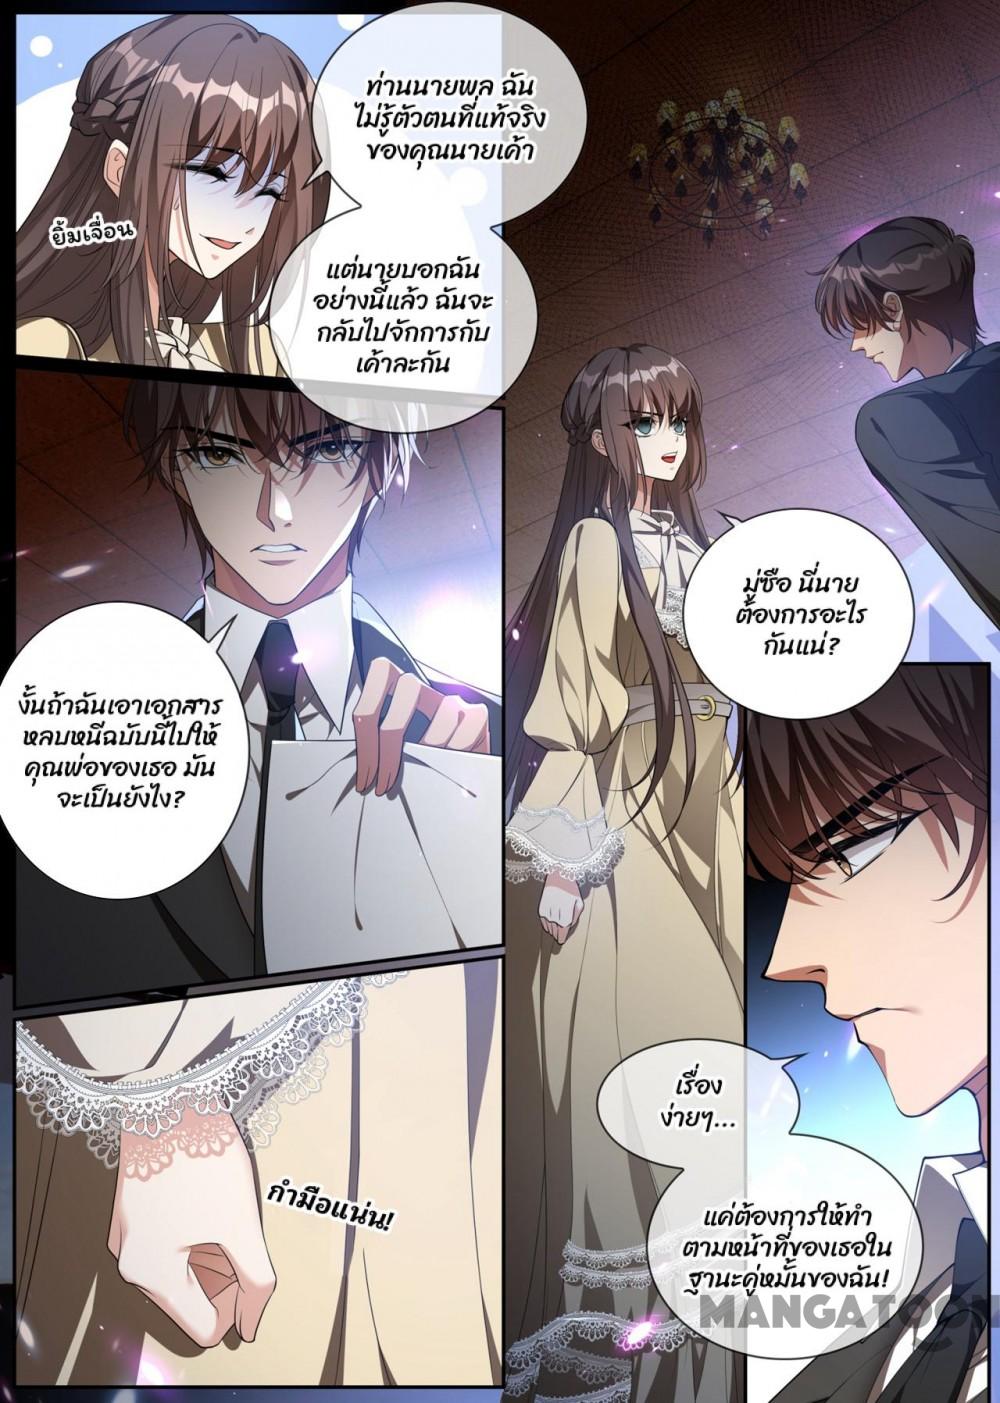 ท่านนายพล ฉัน
ไม่รู้ตัวตนที่แท้จริง
ของคุณนายเค้า
ยิ้มเจื่อน
แต่นายบอกฉัน
อย่างนี้แล้ว ฉันจะ
กลับไปจักการกับ
เค้าละกัน
งั้นถ้าฉันเอาเอกสาร
หลบหนีฉบับนี้ไปให้
คุณพ่อของเธอ มัน
จะเป็นยังไง?
กำมือแน่น!
มู่ซือ นี่นาย
ต้องการอะไร
กันแน่?
เรื่อง
ง่ายๆ...
แค่ต้องการให้ทำ
ตามหน้าที่ของเธอใน
ฐานะคู่หมั้นของฉัน!
MANGATOON